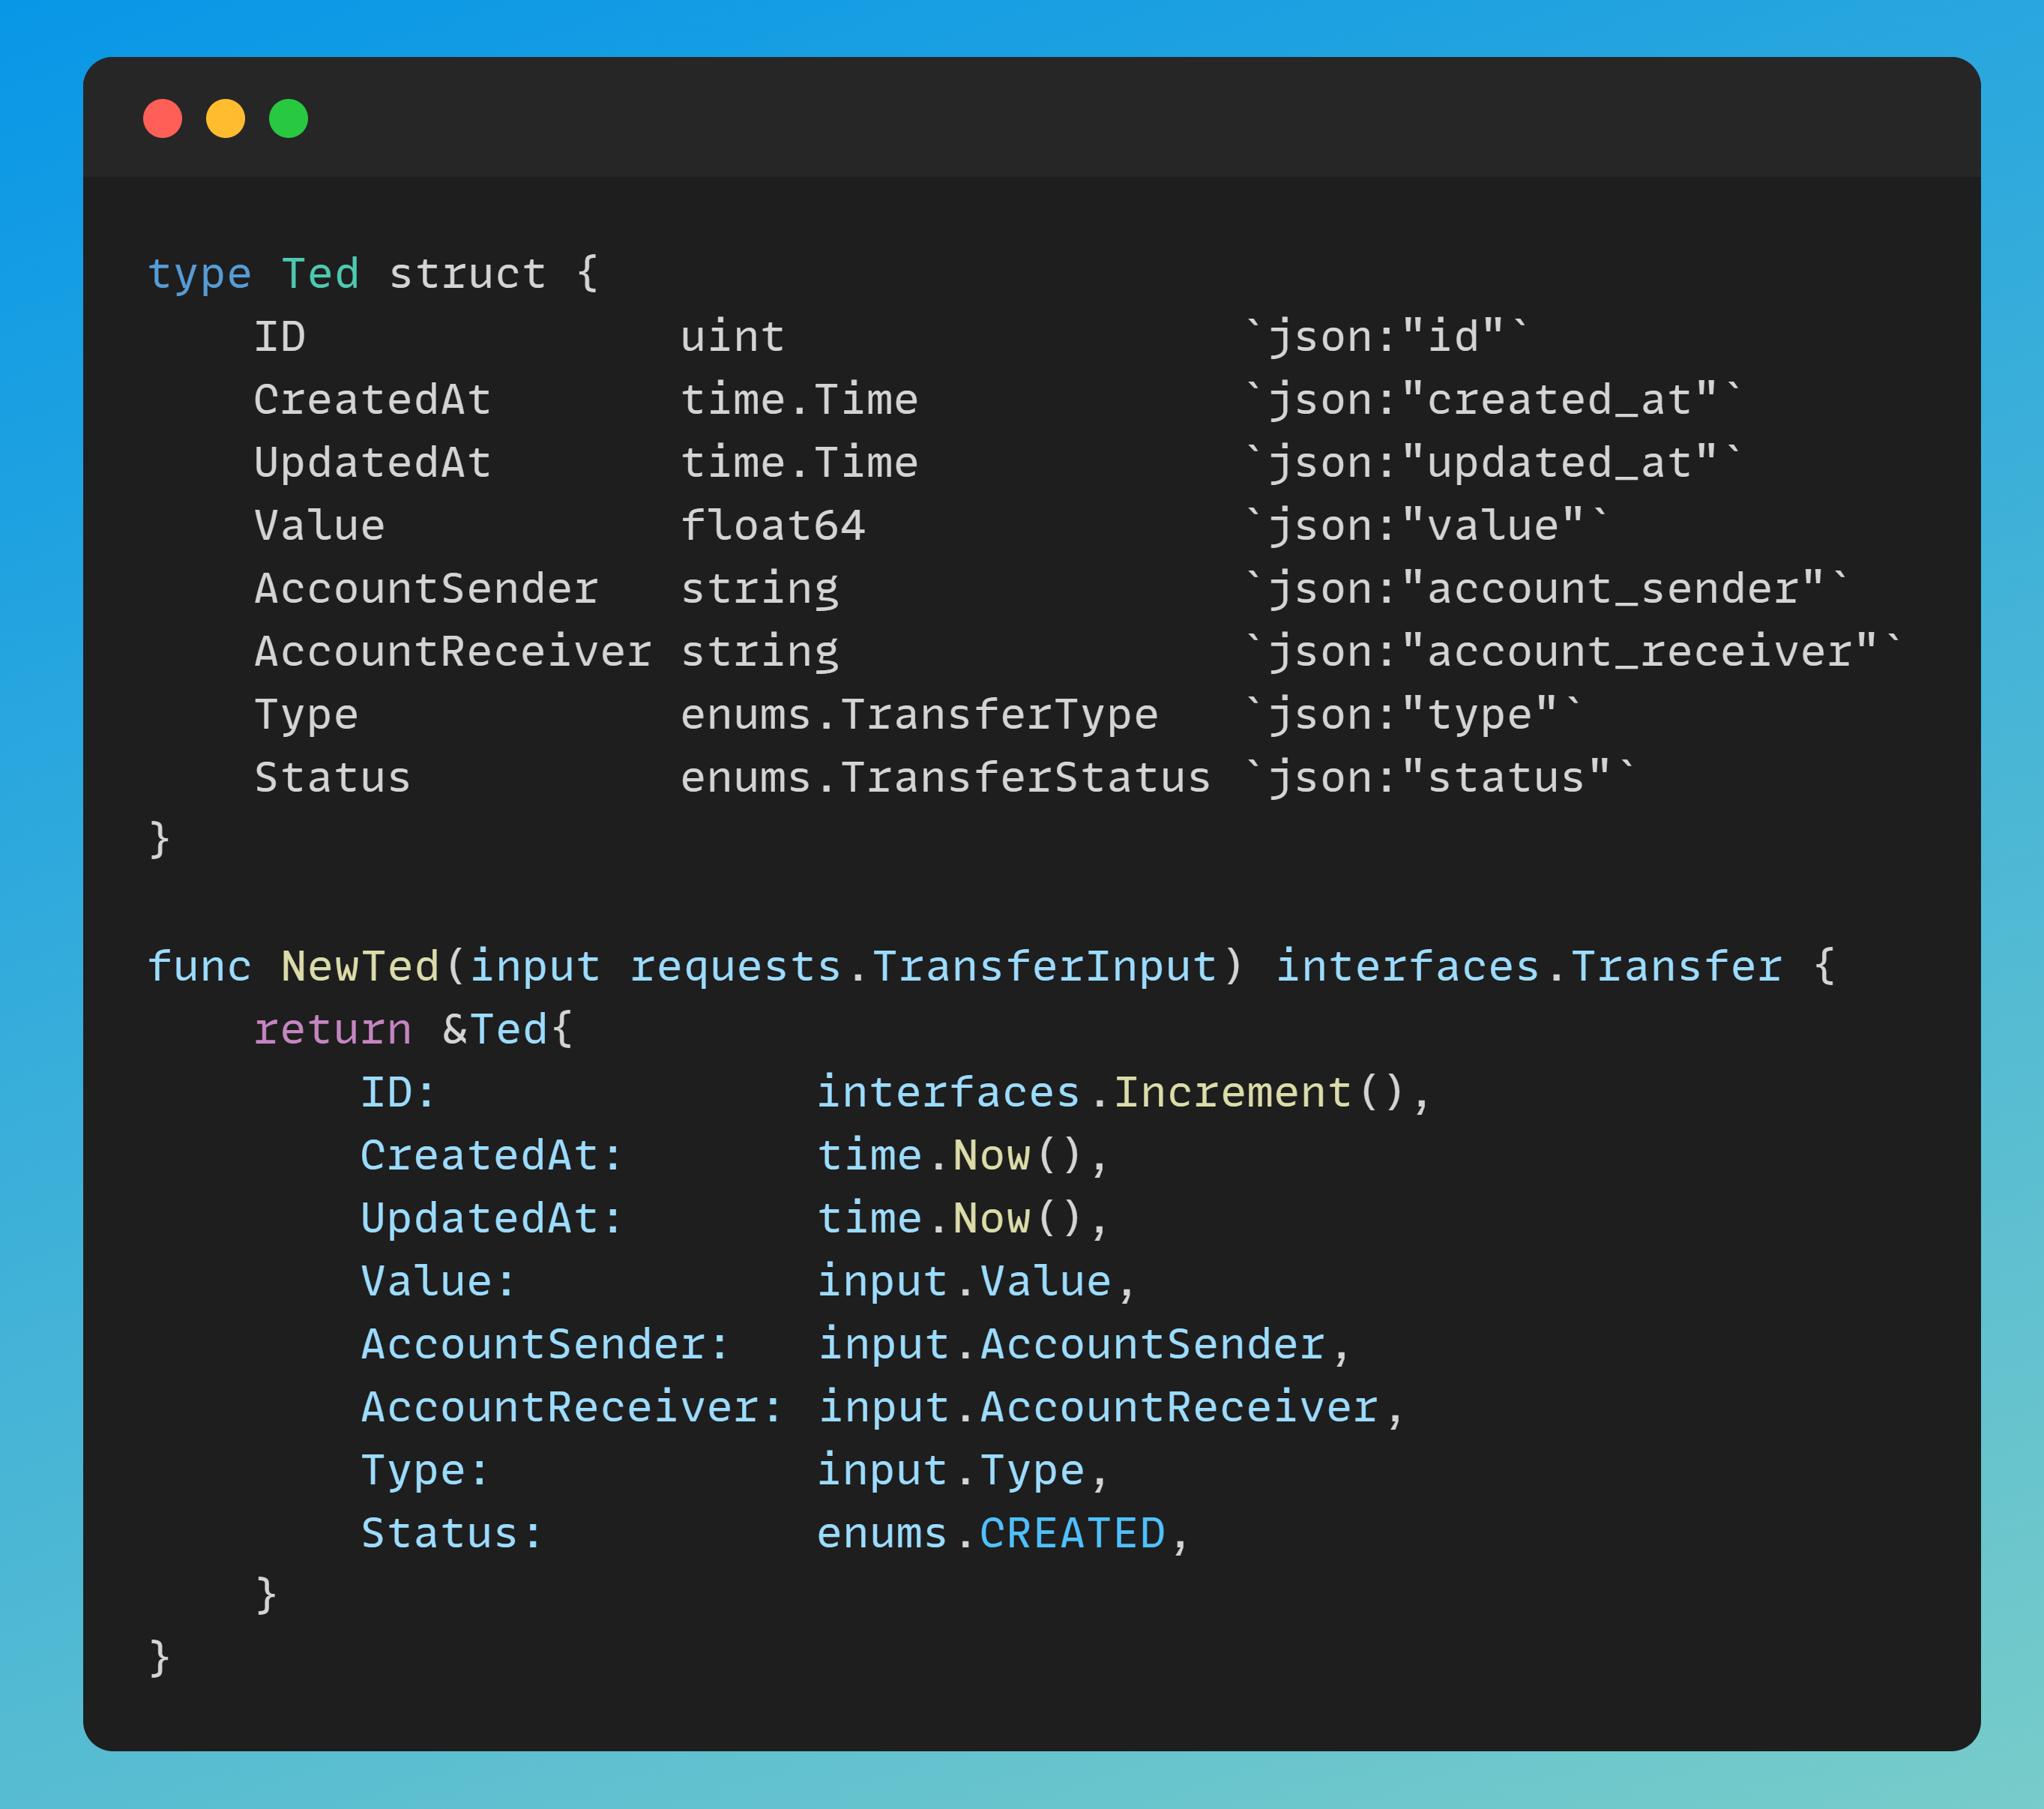 type Ted struct {
    ID              uint                 `json:"id"`
    CreatedAt       time.Time            `json:"created_at"`
    UpdatedAt       time.Time            `json:"updated_at"`
    Value           float64              `json:"value"`
    AccountSender   string               `json:"account_sender"`
    AccountReceiver string               `json:"account_receiver"`
    Type            enums.TransferType   `json:"type"`
    Status          enums.TransferStatus `json:"status"`
}

func NewTed(input requests.TransferInput) interfaces.Transfer {
    return &Ted{
        ID:              interfaces.Increment(),
        CreatedAt:       time.Now(),
        UpdatedAt:       time.Now(),
        Value:           input.Value,
        AccountSender:   input.AccountSender,
        AccountReceiver: input.AccountReceiver,
        Type:            input.Type,
        Status:          enums.CREATED,
    }
}